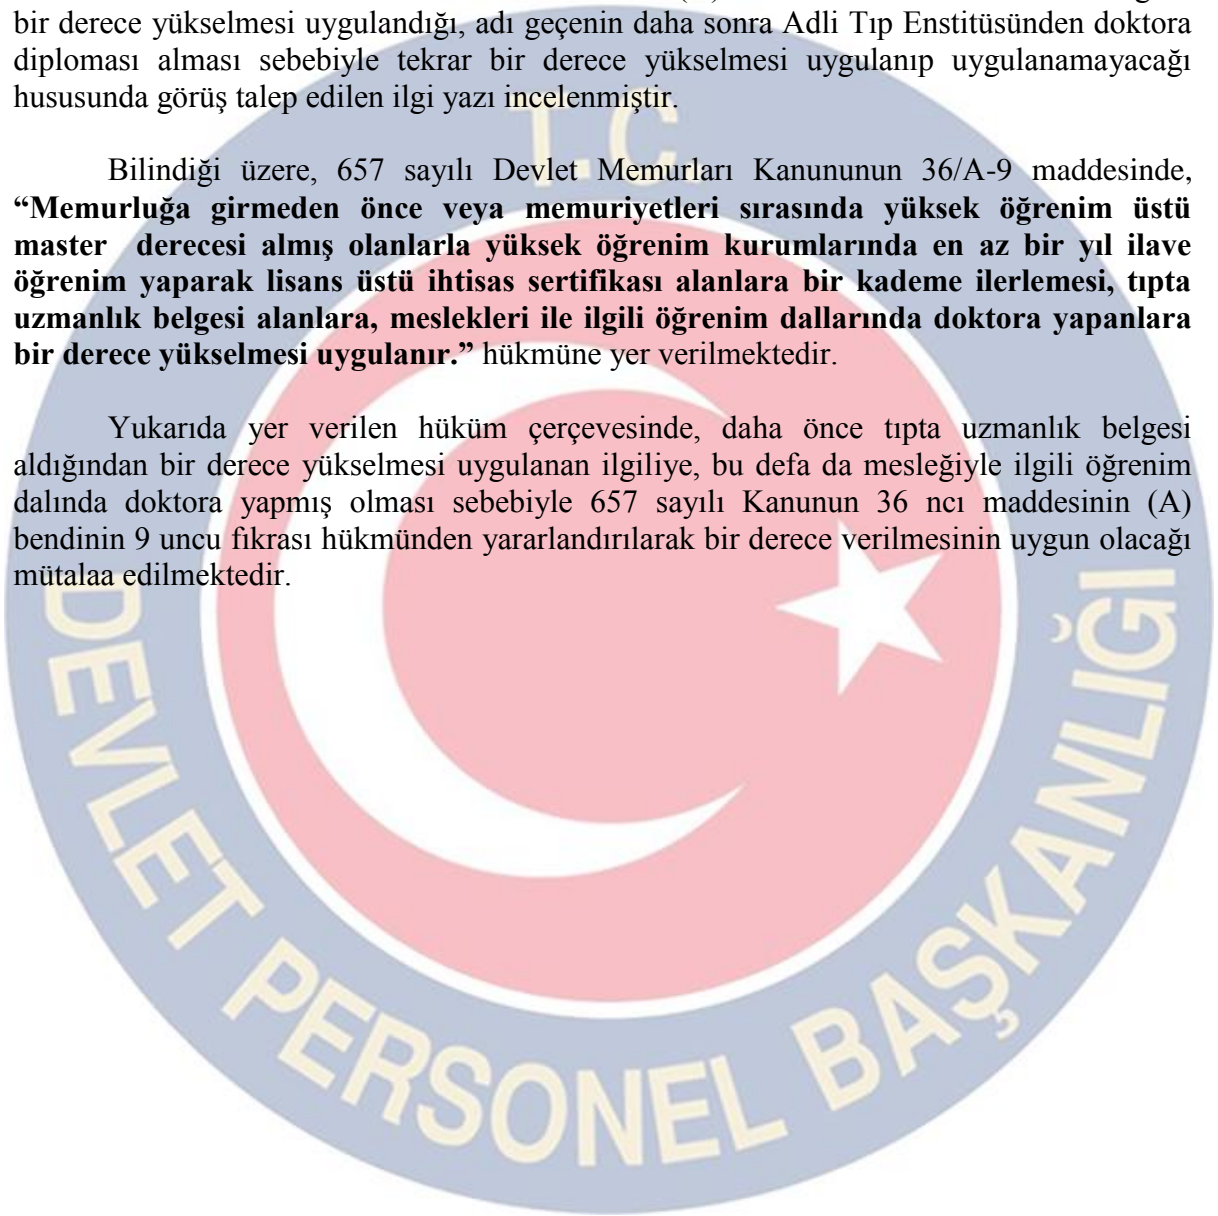 bir derece yükselmesi uygulandığı, adı geçenin daha sonra Adli Tıp Enstitüsünden doktora
diploması alması sebebiyle tekrar bir derece yükselmesi uygulanıp uygulanamayacağı
hususunda görüş talep edilen ilgi yazı incelenmiştir.
T.C.
Bilindiği üzere, 657 sayılı Devlet Memurları Kanununun 36/A-9 maddesinde,
“Memurluğa girmeden önce veya memuriyetleri sırasında yüksek öğrenim üstü
master derecesi almış olanlarla yüksek öğrenim kurumlarında en az bir yıl ilave
öğrenim yaparak lisans üstü ihtisas sertifikası alanlara bir kademe ilerlemesi, tıpta
uzmanlık belgesi alanlara, meslekleri ile ilgili öğrenim dallarında doktora yapanlara
bir derece yükselmesi uygulanır.” hükmüne yer verilmektedir.
Yukarıda yer verilen hüküm çerçevesinde, daha önce tıpta uzmanlık belgesi
aldığından bir derece yükselmesi uygulanan ilgiliye, bu defa da mesleğiyle ilgili öğrenim
dalında doktora yapmış olması sebebiyle 657 sayılı Kanunun 36 ncı maddesinin (A)
bendinin 9 uncu fıkrası hükmünden yararlandırılarak bir derece verilmesinin uygun olacağı
mütalaa edilmektedir.
DEVLET PERSONEL BAŞKANLIĞI